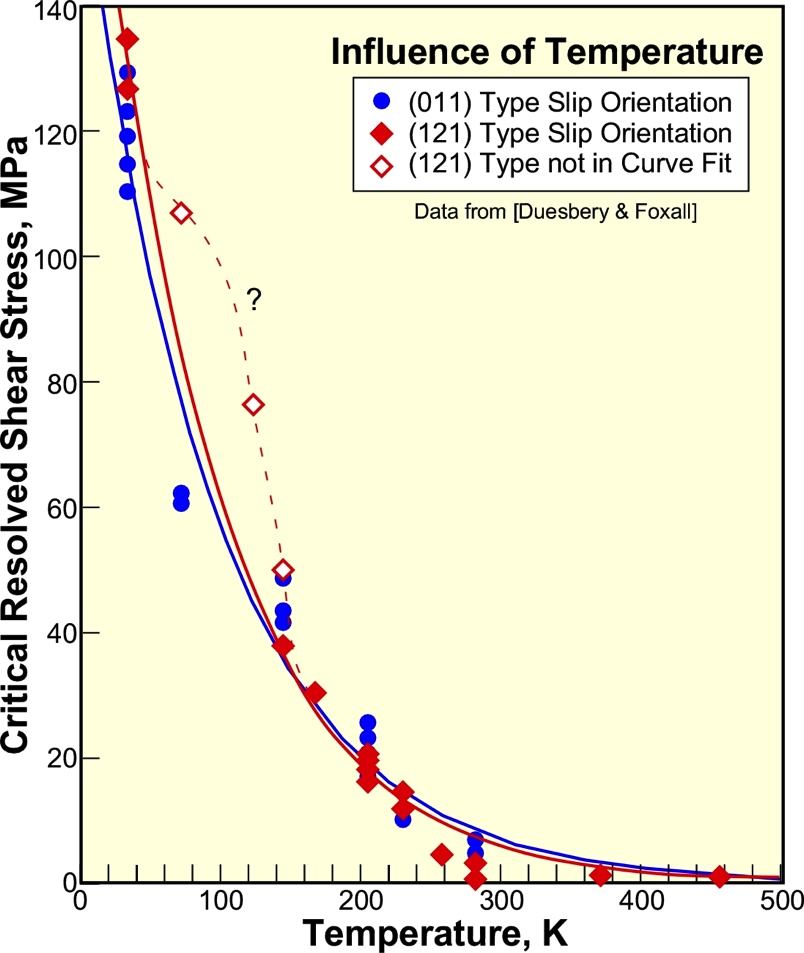 Influence of Temperature
(011) Type Slip Orientation
(121) Type Slip Orientation
(121) Type not in Curve Fit
Data from [Duesbery & Foxall]
?
Critical Resolved Shear Stress, MPa
140
120
100
80
60
40
20
0
0 100 200 300 400 500
Temperature, K